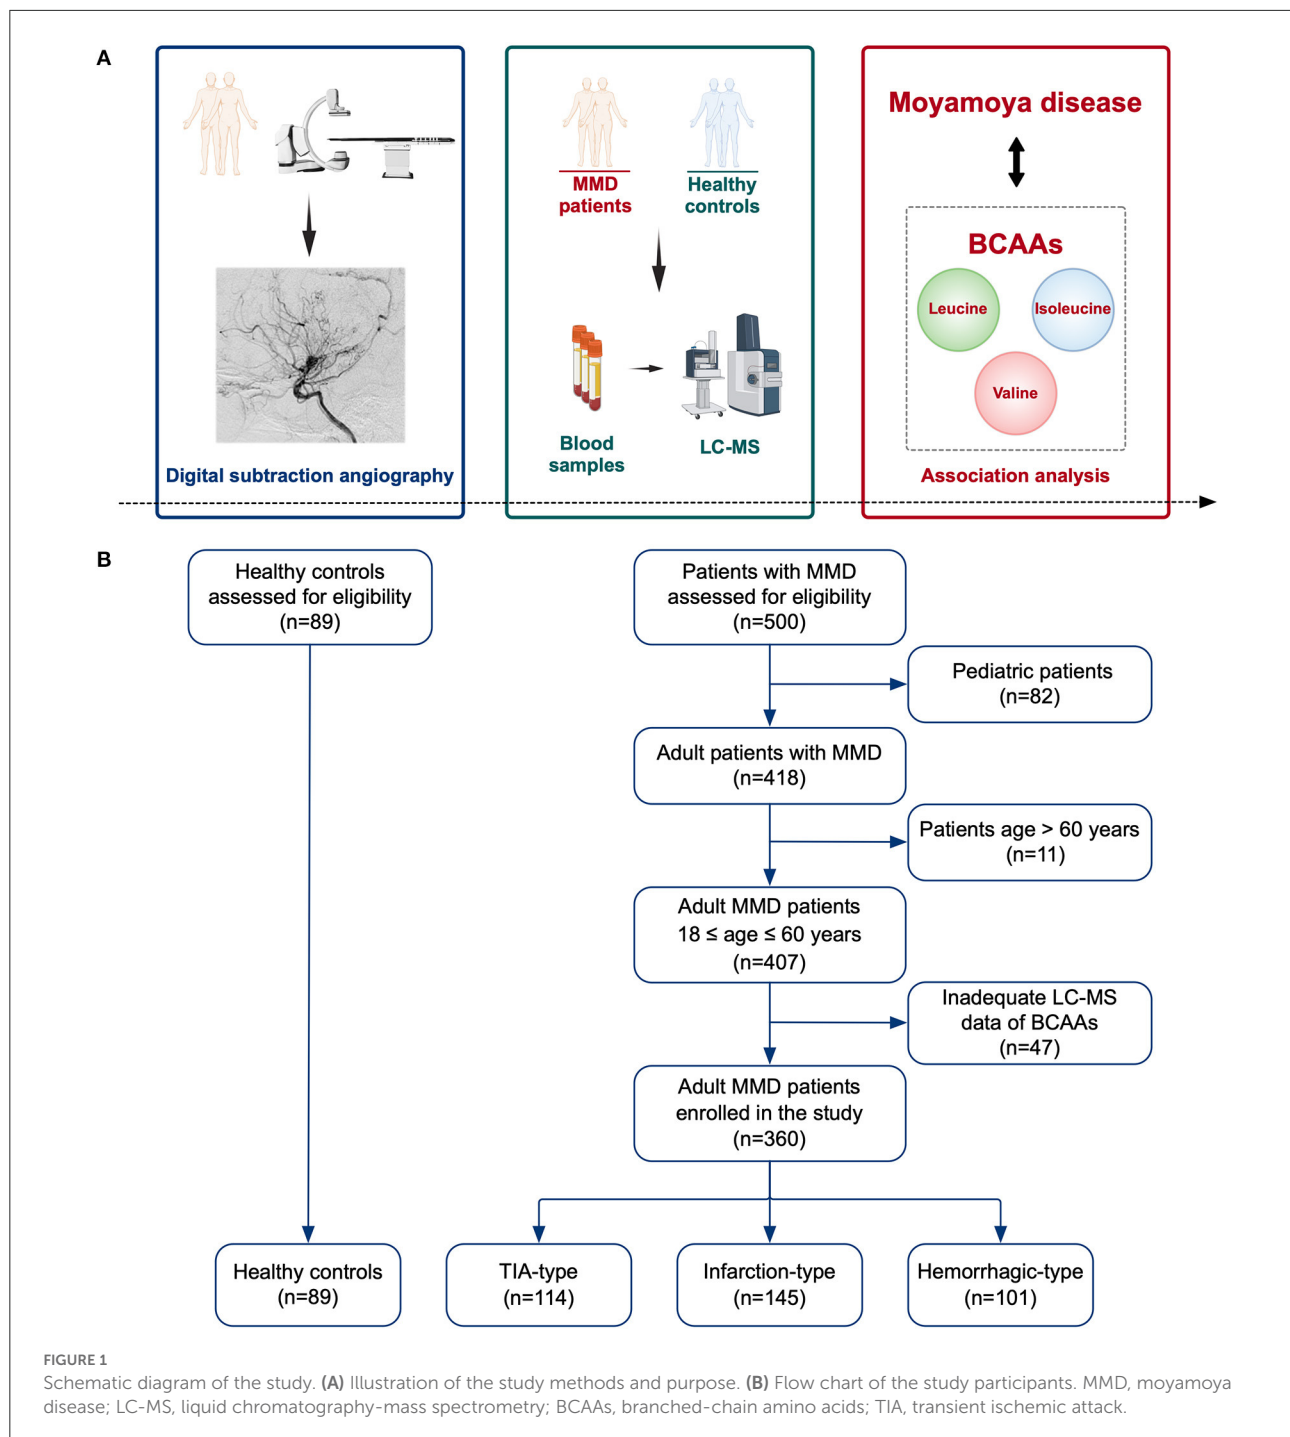 A
MMD
patients
Healthy
controls
Blood
samples
LC-MS
Digital subtraction angiography
Moyamoya disease
BCAAs
Leucine
Isoleucine
Valine
Association analysis
B
Healthy controls
assessed for eligibility
(n=89)
Patients with MMD
assessed for eligibility
(n=500)
Pediatric patients
(n=82)
Adult patients with MMD
(n=418)
Patients age > 60 years
(n=11)
Adult MMD patients
18 ≤ age ≤ 60 years
(n=407)
Inadequate LC-MS
data of BCAAs
(n=47)
Adult MMD patients
enrolled in the study
(n=360)
Healthy controls
(n=89)
TIA-type
(n=114)
Infarction-type
(n=145)
Hemorrhagic-type
(n=101)
FIGURE 1
Schematic diagram of the study. (A) Illustration of the study methods and purpose. (B) Flow chart of the study participants. MMD, moyamoya
disease; LC-MS, liquid chromatography-mass spectrometry; BCAAs, branched-chain amino acids; TIA, transient ischemic attack.